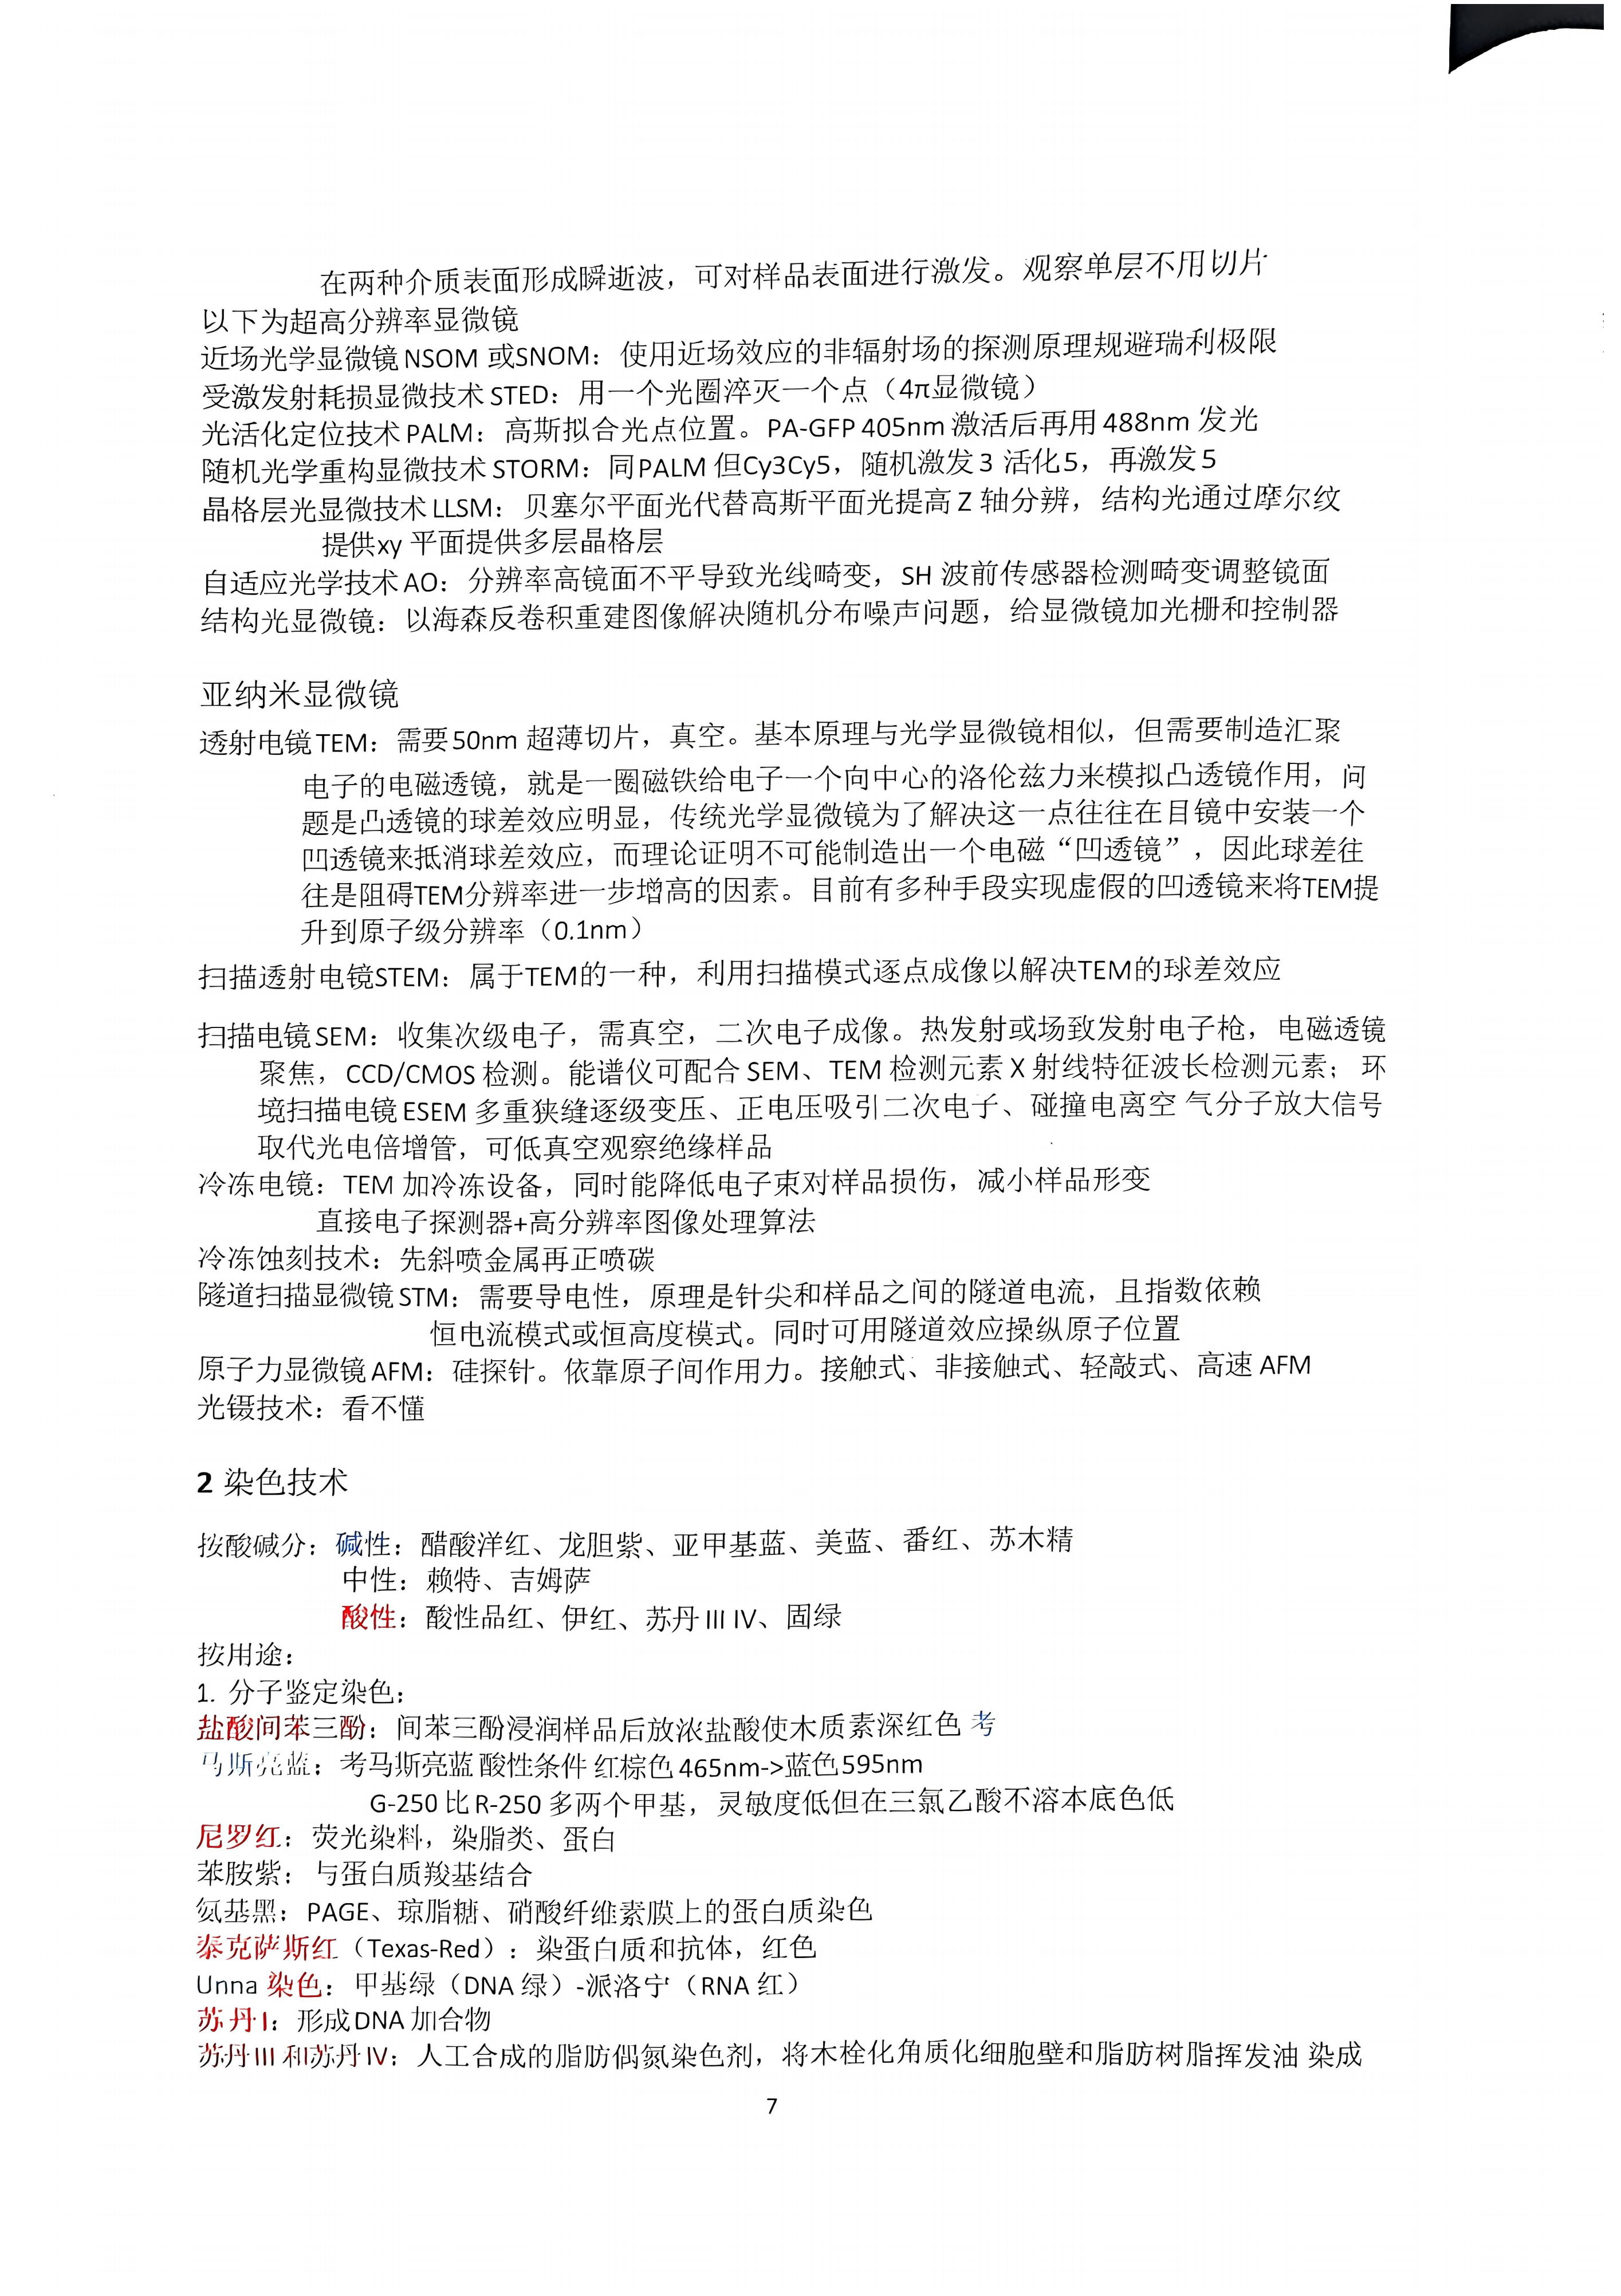 在两种介质表面形成瞬逝波，可对样品表面进行激发。观察单层不用切片
以下为超高分辨率显微镜
近场光学显微镜 NSOM 或SNOM：使用近场效应的非辐射场的探测原理规避瑞利极限
受激发射耗损显微技术 STED：用一个光圈淬灭一个点（4π显微镜）
光活化定位技术 PALM：高斯拟合光点位置。PA-GFP 405nm 激活后再用 488nm 发光
随机光学重构显微技术 STORM：同PALM 但Cy3Cy5，随机激发 3 活化5，再激发 5
晶格层光显微技术 LLSM：贝塞尔平面光代替高斯平面光提高 Z 轴分辨，结构光通过摩尔纹
提供xy 平面提供多层晶格层
自适应光学技术 AO：分辨率高镜面不平导致光线畸变，SH 波前传感器检测畸变调整镜面
结构光显微镜：以海森反卷积重建图像解决随机分布噪声问题，给显微镜加光栅和控制器
亚纳米显微镜
透射电镜 TEM：需要 50nm 超薄切片，真空。基本原理与光学显微镜相似，但需要制造汇聚
电子的电磁透镜，就是一圈磁铁给电子一个向中心的洛伦兹力来模拟凸透镜作用，问
题是凸透镜的球差效应明显，传统光学显微镜为了解决这一点往往在目镜中安装一个
凹透镜来抵消球差效应，而理论证明不可能制造出一个电磁“凹透镜”，因此球差往
往是阻碍TEM分辨率进一步增高的因素。目前有多种手段实现虚假的凹透镜来将TEM提
升到原子级分辨率（0.1nm）
扫描透射电镜STEM：属于TEM的一种，利用扫描模式逐点成像以解决TEM的球差效应
扫描电镜 SEM：收集次级电子，需真空，二次电子成像。热发射或场致发射电子枪，电磁透镜
聚焦，CCD/CMOS 检测。能谱仪可配合 SEM、TEM 检测元素 X 射线特征波长检测元素；环
境扫描电镜 ESEM 多重狭缝逐级变压、正电压吸引二次电子、碰撞电离空 气分子放大信号
取代光电倍增管，可低真空观察绝缘样品
冷冻电镜：TEM 加冷冻设备，同时能降低电子束对样品损伤，减小样品形变
直接电子探测器+高分辨率图像处理算法
冷冻蚀刻技术：先斜喷金属再正喷碳
隧道扫描显微镜 STM：需要导电性，原理是针尖和样品之间的隧道电流，且指数依赖
恒电流模式或恒高度模式。同时可用隧道效应操纵原子位置
原子力显微镜 AFM：硅探针。依靠原子间作用力。接触式、非接触式、轻敲式、高速 AFM
光镊技术：看不懂
2 染色技术
按酸碱分：碱性：醋酸洋红、龙胆紫、亚甲基蓝、美蓝、番红、苏木精
中性：赖特、吉姆萨
酸性：酸性品红、伊红、苏丹 III IV、固绿
按用途：
1. 分子鉴定染色：
盐酸间苯三酚：间苯三酚浸润样品后放浓盐酸使木质素深红色 考
马斯亮蓝：考马斯亮蓝 酸性条件 红棕色 465nm->蓝色 595nm
G-250 比 R-250 多两个甲基，灵敏度低但在三氯乙酸不溶本底色低
尼罗红：荧光染料，染脂类、蛋白
苯胺紫：与蛋白质羧基结合
氨基黑：PAGE、琼脂糖、硝酸纤维素膜上的蛋白质染色
泰克萨斯红（Texas-Red）：染蛋白质和抗体，红色
Unna 染色：甲基绿（DNA 绿）-派洛宁（RNA 红）
苏丹 I：形成DNA 加合物
苏丹 III 和苏丹 IV：人工合成的脂肪偶氮染色剂，将木栓化角质化细胞壁和脂肪树脂挥发油 染成
7